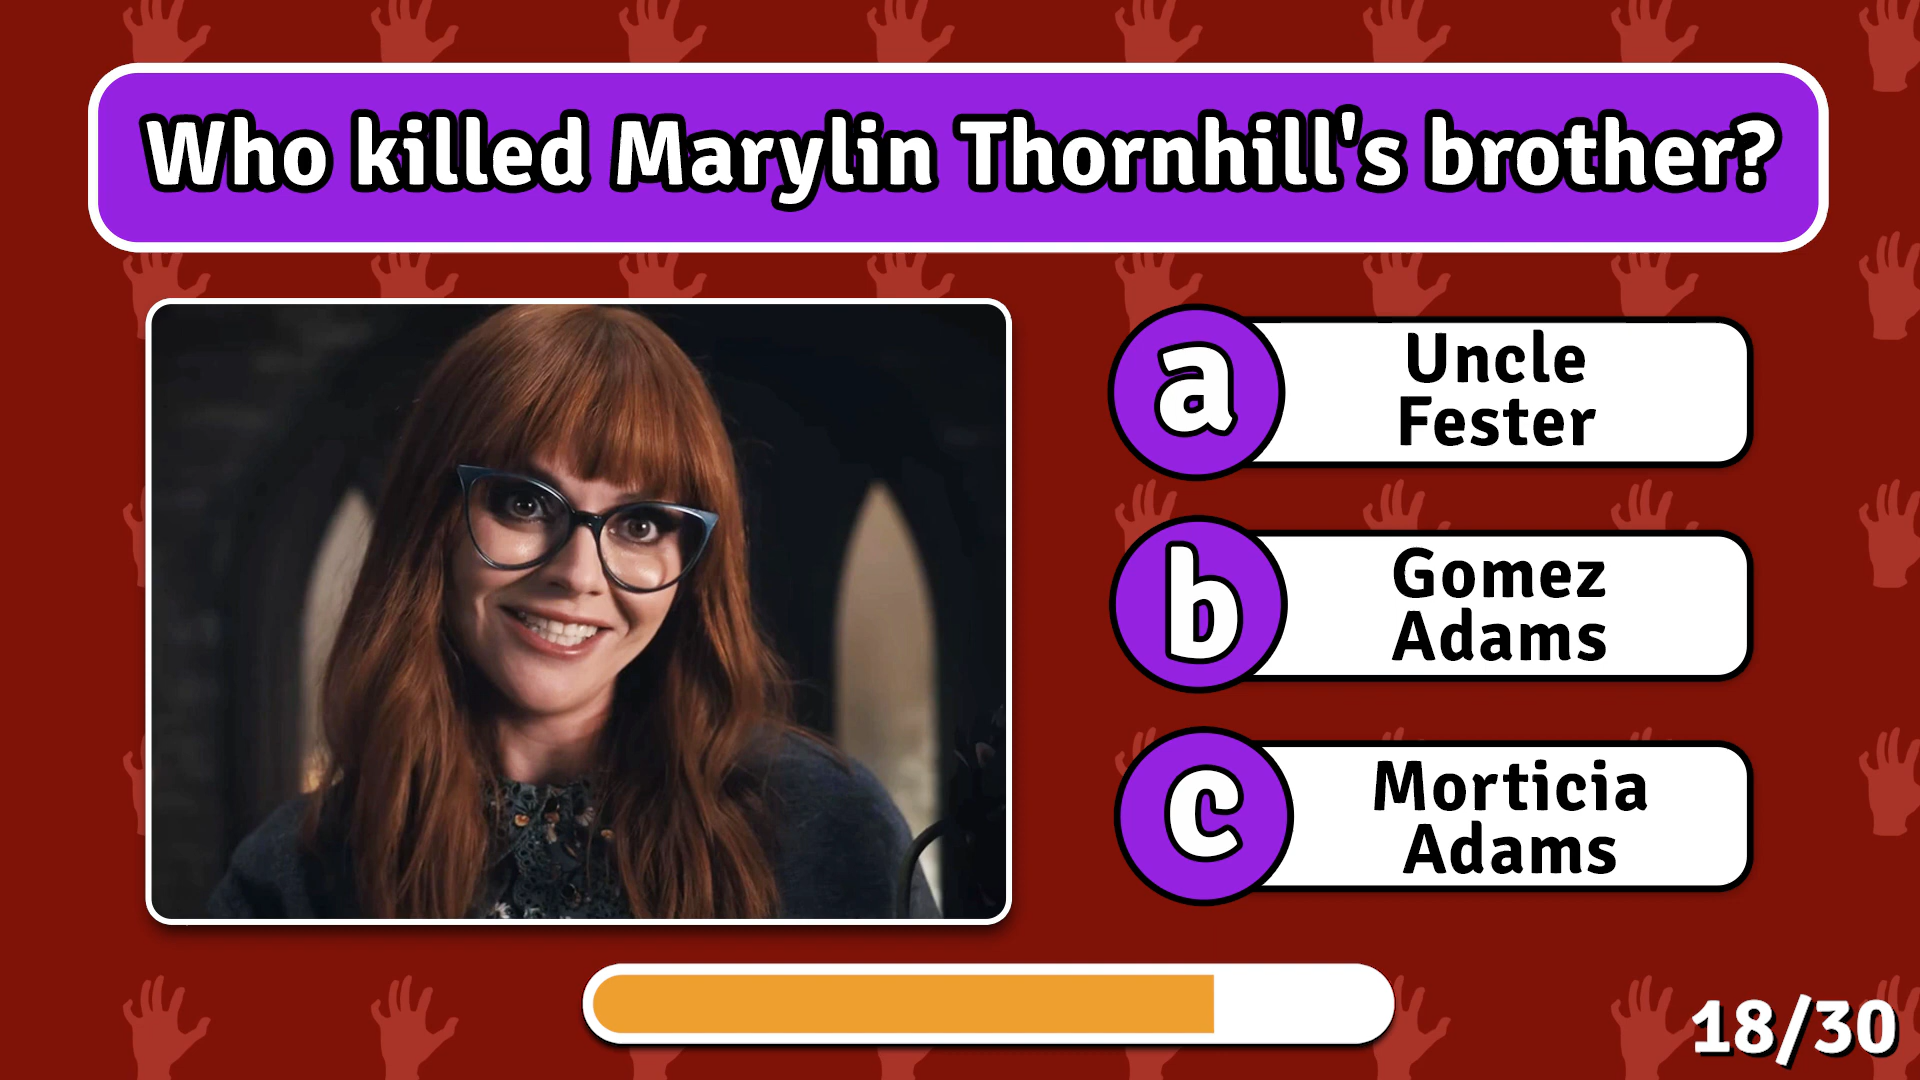 Who killed Marylin Thornhill's brother?
a
Uncle
Fester
b
Gomez
Adams
c
Morticia
Adams
18/30